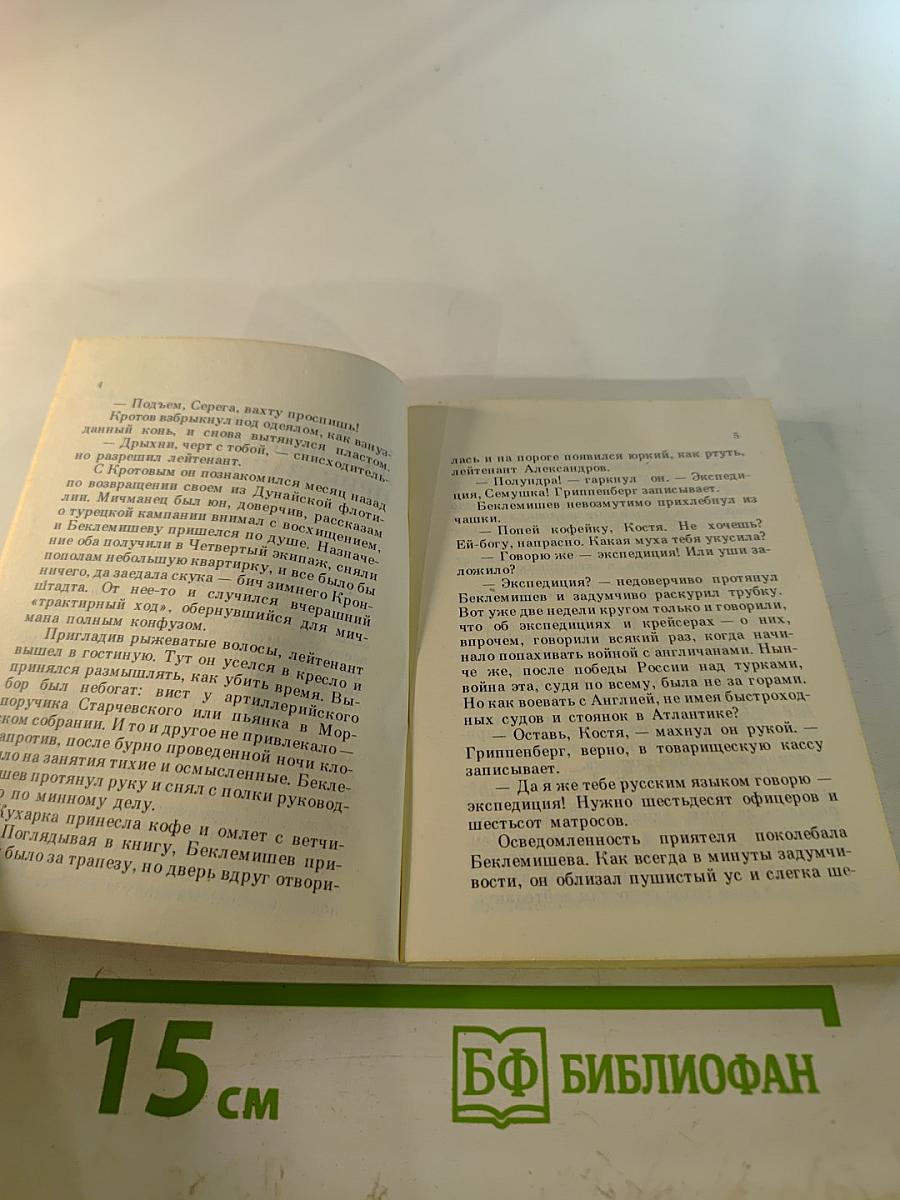 4
— Подъем, Серега, вахту проспишь!
Кротов взбрыкнул под одеялом, как взнуз-
данный конь, и снова вытянулся пластом.
— Дрыхни, черт с тобой, — снисходитель-
но разрешил лейтенант.
С Кротовым он познакомился месяц назад
по возвращении своем из Дунайской флоти-
лии. Мичманец был юн, доверчив, рассказам
о турецкой кампании внимал с восхищением,
и Беклемишеву пришелся по душе. Назначе-
ние оба получили в Четвертый экипаж, сняли
пополам небольшую квартирку, и все было бы
ничего, да заедала скука — бич зимнего Крон-
штадта. От нее-то и случился вчерашний
«трактирный ход», обернувшийся для мич-
мана полным конфузом.
Пригладив рыжеватые волосы, лейтенант
вышел в гостиную. Тут он уселся в кресло и
принялся размышлять, как убить время. Вы-
бор был небогат: вист у артиллерийского
поручика Старчевского или пьянка в Мор-
ском собрании. И то и другое не привлекало —
апротив, после бурно проведенной ночи кло-
ло на занятия тихие и осмысленные. Бекле-
шев протянул руку и снял с полки руковод-
о по минному делу.
Кухарка принесла кофе и омлет с ветчи-
Поглядывая в книгу, Беклемишев при-
было за трапезу, но дверь вдруг отвори-
5
лась и на пороге появился юркий, как ртуть,
лейтенант Александров.
— Полундра! — гаркнул он. — Экспеди-
ция, Семушка! Гриппенберг записывает.
Беклемишев невозмутимо прихлебнул из
чашки.
— Попей кофейку, Костя. Не хочешь?
Ей-богу, напрасно. Какая муха тебя укусила?
— Говорю же — экспедиция! Или уши за-
ложило?
— Экспедиция? — недоверчиво протянул
Беклемишев и задумчиво раскурил трубку.
Вот уже две недели кругом только и говорили,
что об экспедициях и крейсерах — о них,
впрочем, говорили всякий раз, когда начи-
нало попахивать войной с англичанами. Нын-
че же, после победы России над турками,
война эта, судя по всему, была не за горами.
Но как воевать с Англией, не имея быстроход-
ных судов и стоянок в Атлантике?
— Оставь, Костя, — махнул он рукой. —
Гриппенберг, верно, в товарищескую кассу
записывает.
— Да я же тебе русским языком говорю —
экспедиция! Нужно шестьдесят офицеров и
шестьсот матросов.
Осведомленность приятеля поколебала
Беклемишева. Как всегда в минуты задумчи-
вости, он облизал пушистый ус и слегка ше-
15 см
БФ БИБЛИОФАН